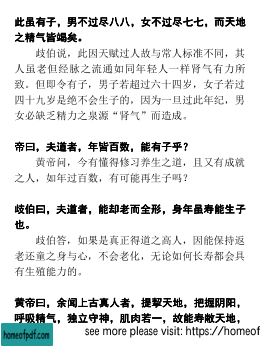 此虽有子，男不过尽八八，女不过尽七七，而天地
之精气皆竭矣。
歧伯说，此因天赋过人故与常人标准不同，其
人虽老但经脉之流通如同年轻人一样肾气有力所
致。但即令有子，男子若超过六十四岁，女子若过
四十九岁是绝不会生子的，因为一旦过此年纪，男
女必缺乏精力之泉源“肾气”而造成。
帝曰，夫道者，年皆百数，能有子乎？
黄帝问，今有懂得修习养生之道，且又有成就
之人，如年过百数，有可能再生子吗？
歧伯曰，夫道者，能却老而全形，身年虽寿能生子
也。
歧伯答，如果是真正得道之高人，因能保持返
老还童之身与心，不会老化，无论如何长寿都会具
有生殖能力的。
黄帝曰，余闻上古真人者，提挈天地，把握阴阳，
呼吸精气，独立守神，肌肉若一，故能寿敝天地，
homeofpdf.com
see more please visit: https://homeof